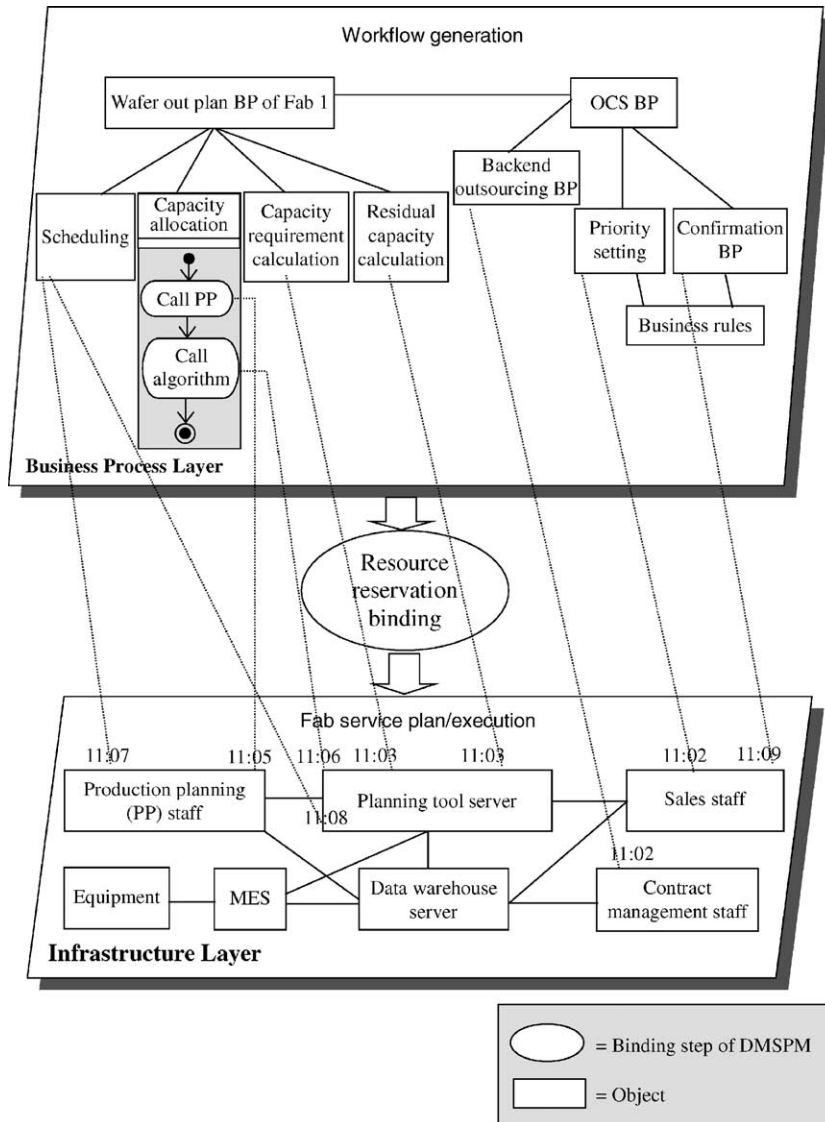 Workflow generation
Wafer out plan BP of Fab 1
OCS BP
Backend
outsourcing BP
Scheduling
Capacity
allocation
Capacity
requirement
calculation
Residual
capacity
calculation
Priority
setting
Confirmation
BP
Call PP
Business rules
Call
algorithm
Business Process Layer
Resource
reservation
binding
Fab service plan/execution
11:07
11:05
11:06
11:03
11:03
11:02
11:09
Production planning
(PP) staff
11:08
Planning tool server
Sales staff
11:02
Equipment
MES
Data warehouse
server
Contract
management staff
Infrastructure Layer
= Binding step of DMSPM
= Object